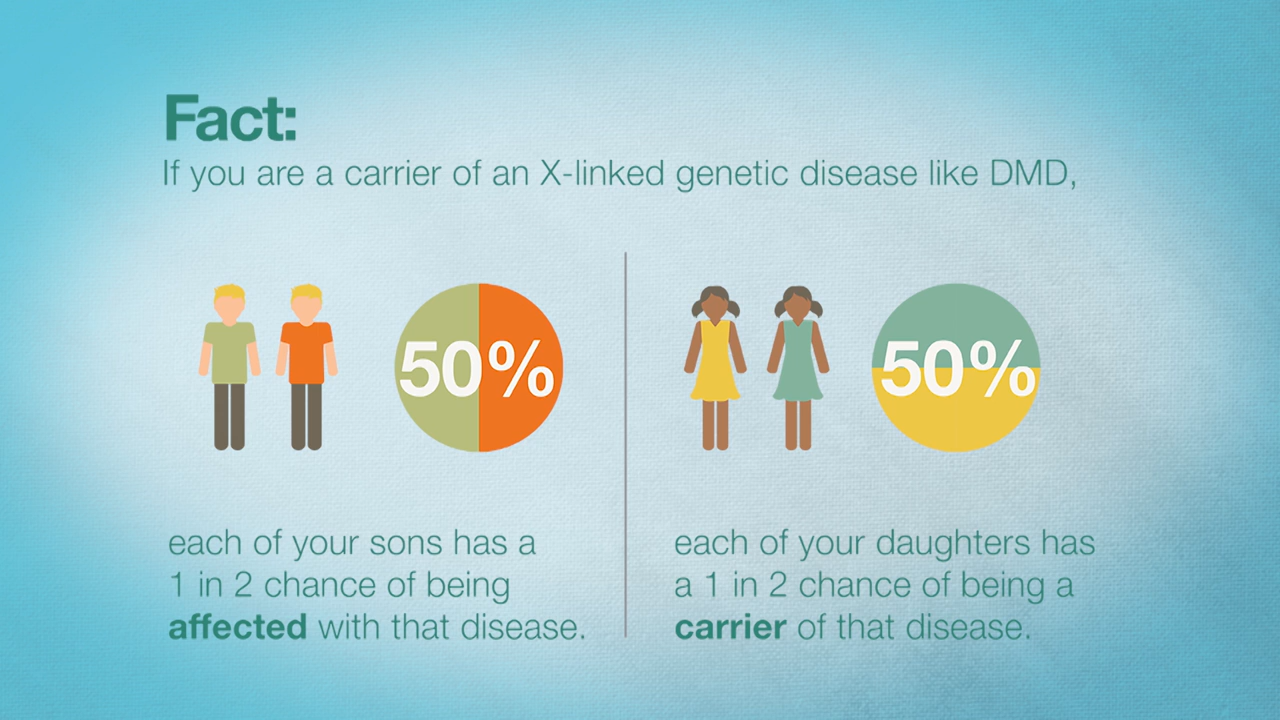 Fact:
If you are a carrier of an X-linked genetic disease like DMD,
50%
each of your sons has a
1 in 2 chance of being
affected with that disease.
50%
each of your daughters has
a 1 in 2 chance of being a
carrier of that disease.